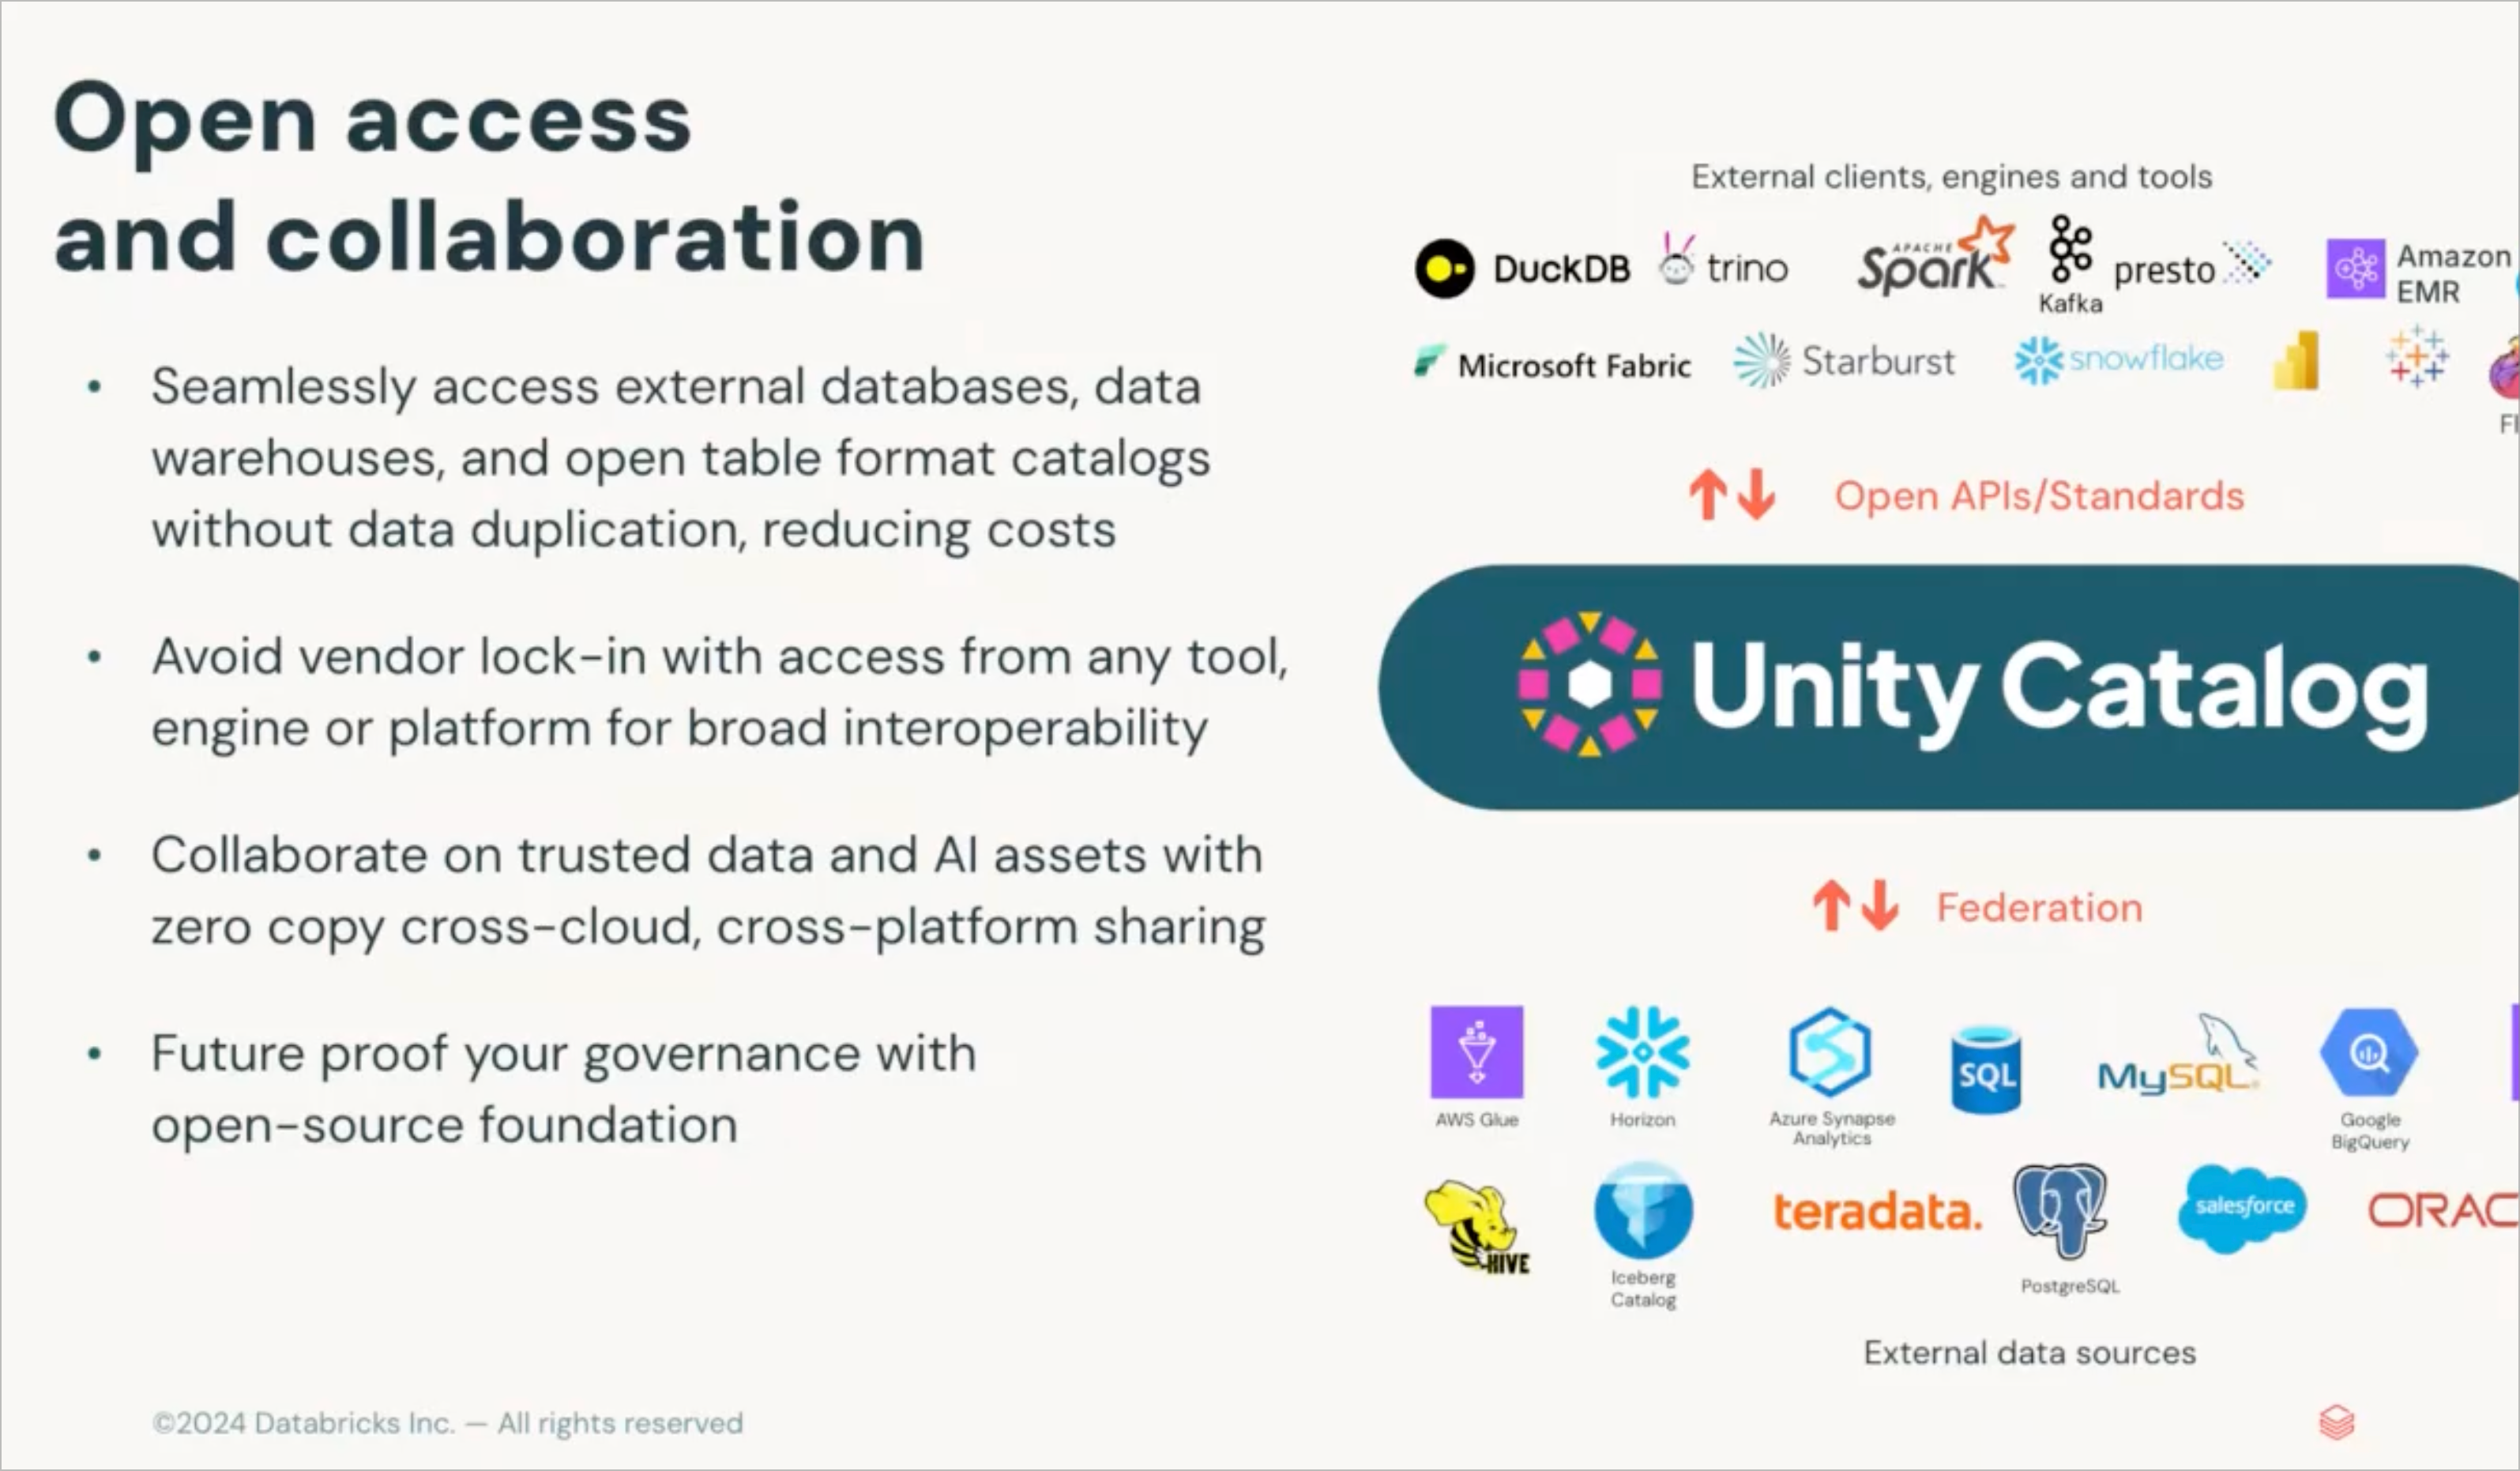 Open access
and collaboration
• Seamlessly access external databases, data
warehouses, and open table format catalogs
without data duplication, reducing costs
• Avoid vendor lock-in with access from any tool,
engine or platform for broad interoperability
• Collaborate on trusted data and AI assets with
zero copy cross-cloud, cross-platform sharing
• Future proof your governance with
open-source foundation
External clients, engines and tools
DuckDB
trino
APACHE
Spark
Kafka
presto
Amazon
EMR
Microsoft Fabric
Starburst
snowflake
Open APIs/Standards
Unity Catalog
Federation
AWS Glue
Horizon
Azure Synapse
Analytics
SQL
MySQL
Google
BigQuery
HIVE
Iceberg
Catalog
teradata.
PostgreSQL
salesforce
ORAC
External data sources
©2024 Databricks Inc. — All rights reserved